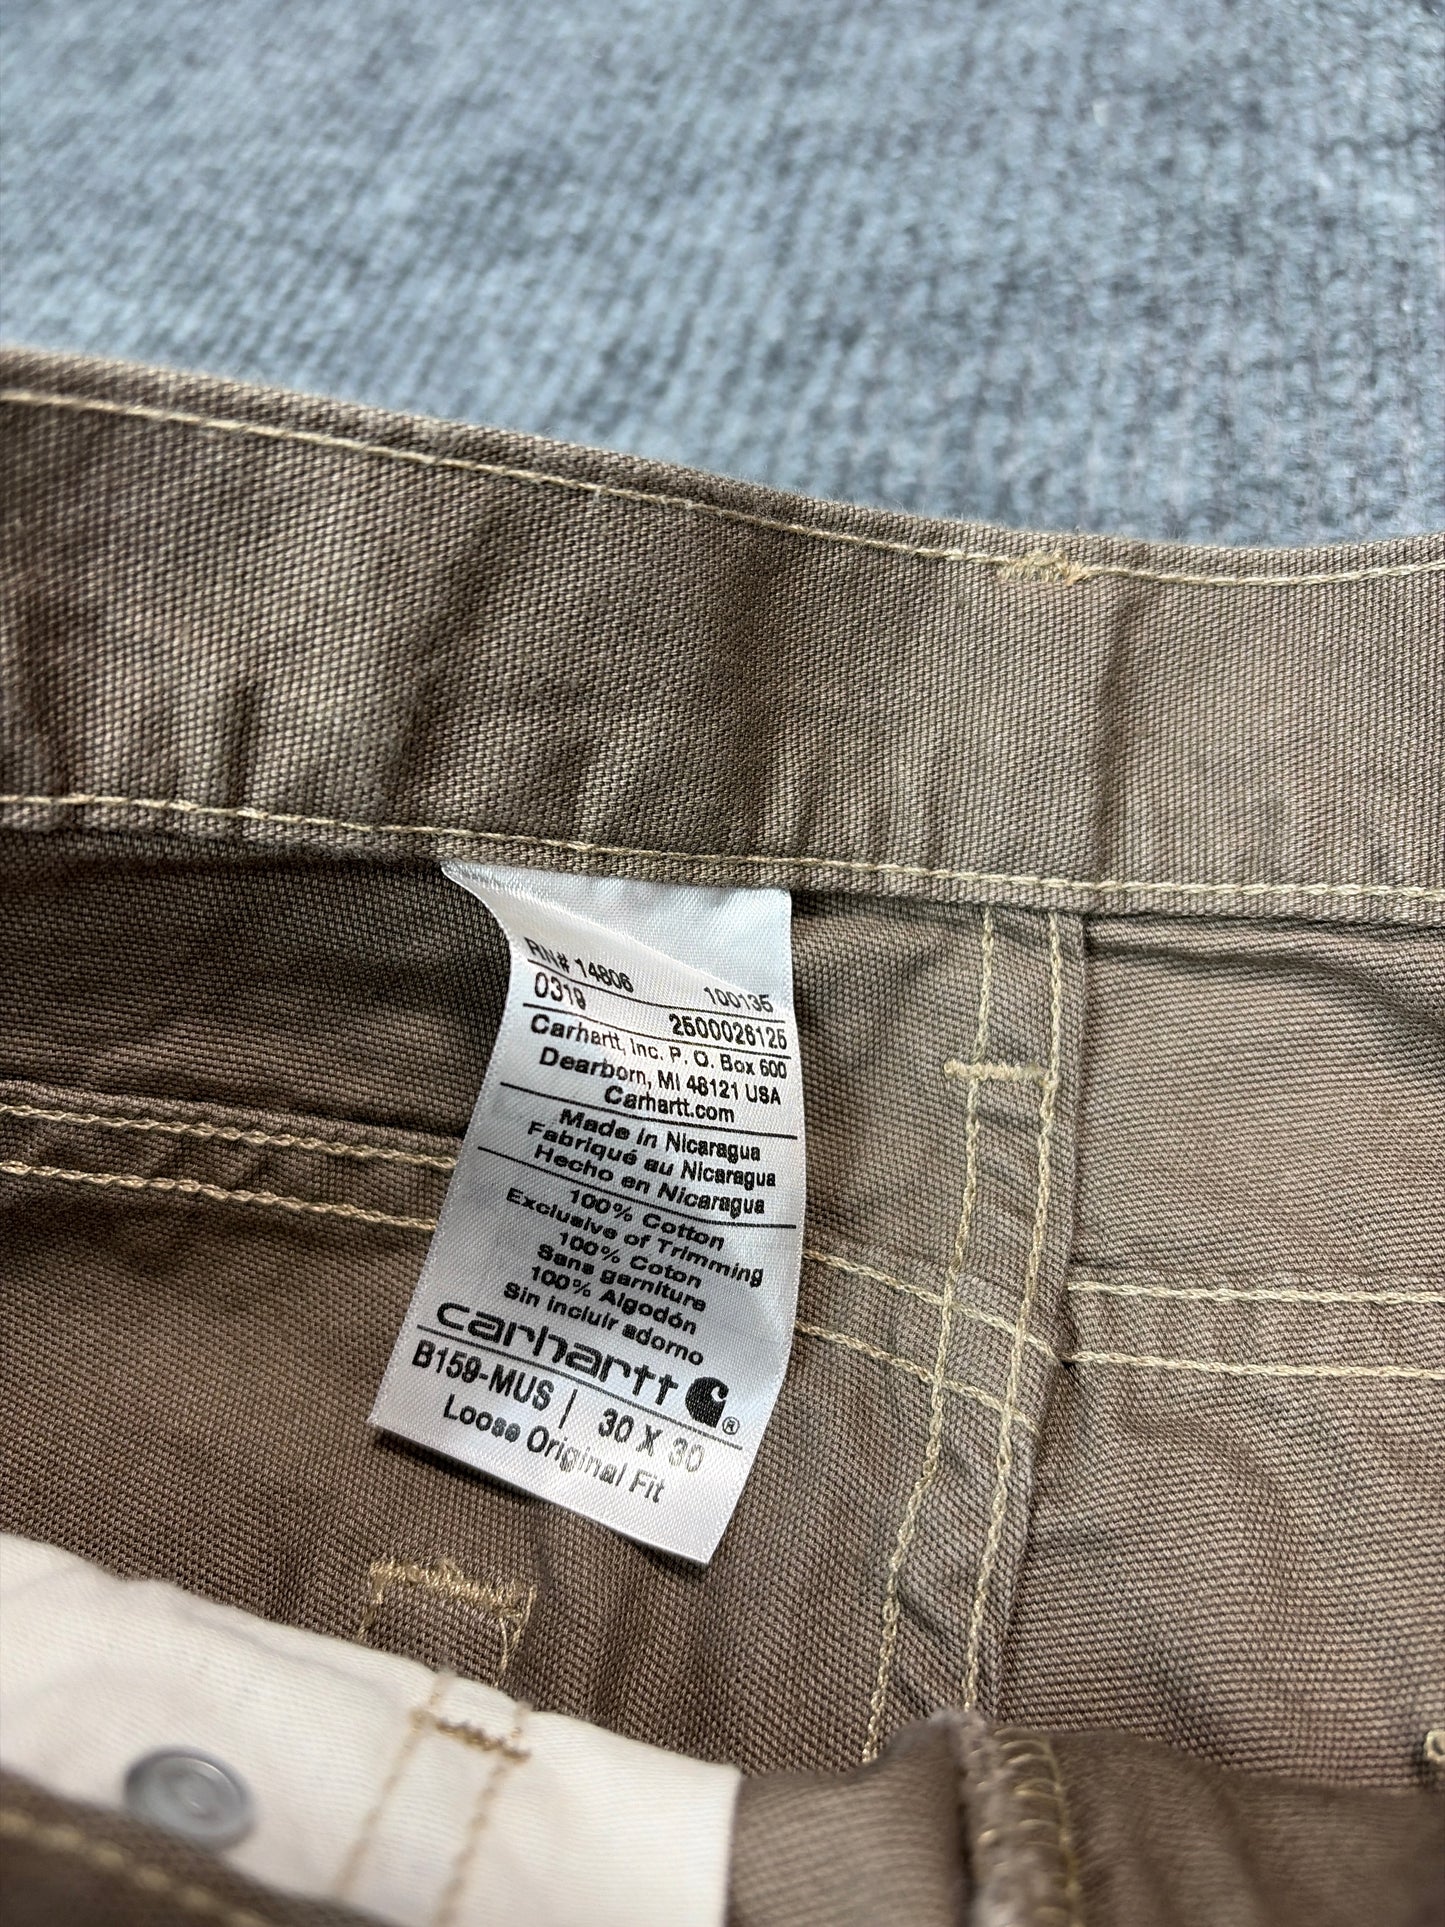 RN# 14806 100135
0319 2500026125
Carhartt, Inc. P. O. Box 600
Dearborn, MI 48121 USA
Carhartt.com
Made in Nicaragua
Fabriqué au Nicaragua
Hecho en Nicaragua
100% Cotton
Exclusive of Trimming
100% Coton
Sans garniture
100% Algodón
Sin incluir adorno
carhartt ®
B159-MUS | 30 X 30
Loose Original Fit